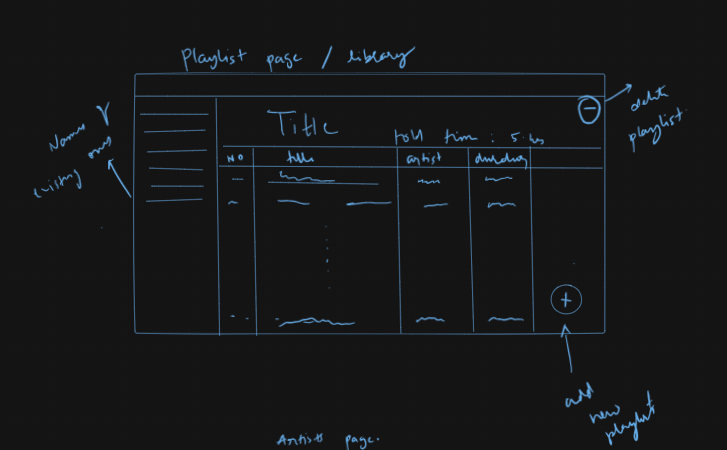 Playlist page / library
-
delete
playlist
Names of
existing ones
Title
total time : 5 hrs
NO title artist duration
+
add
new
playlist
Artists page.